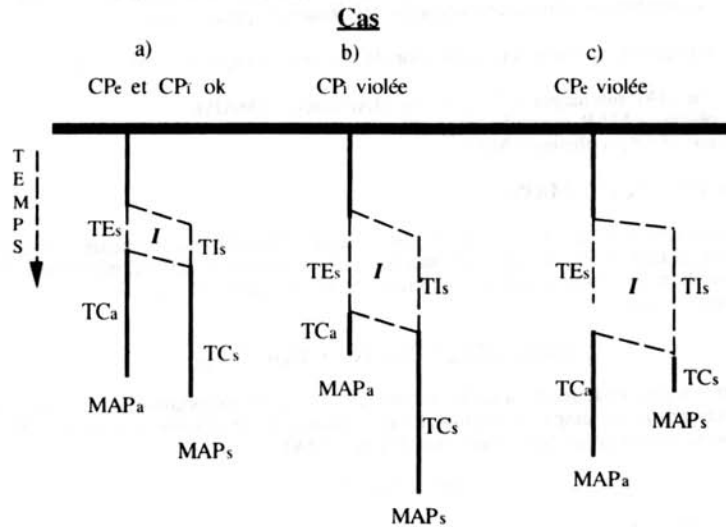 Cas
a) b) c)
CPe et CPi ok CPi violée CPe violée
TEMPS
TEs I TIs TEs I TIs TEs I TIs
TCa TCs TCa TCs TCa TCs
MAPa MAPs MAPa MAPs MAPa MAPs